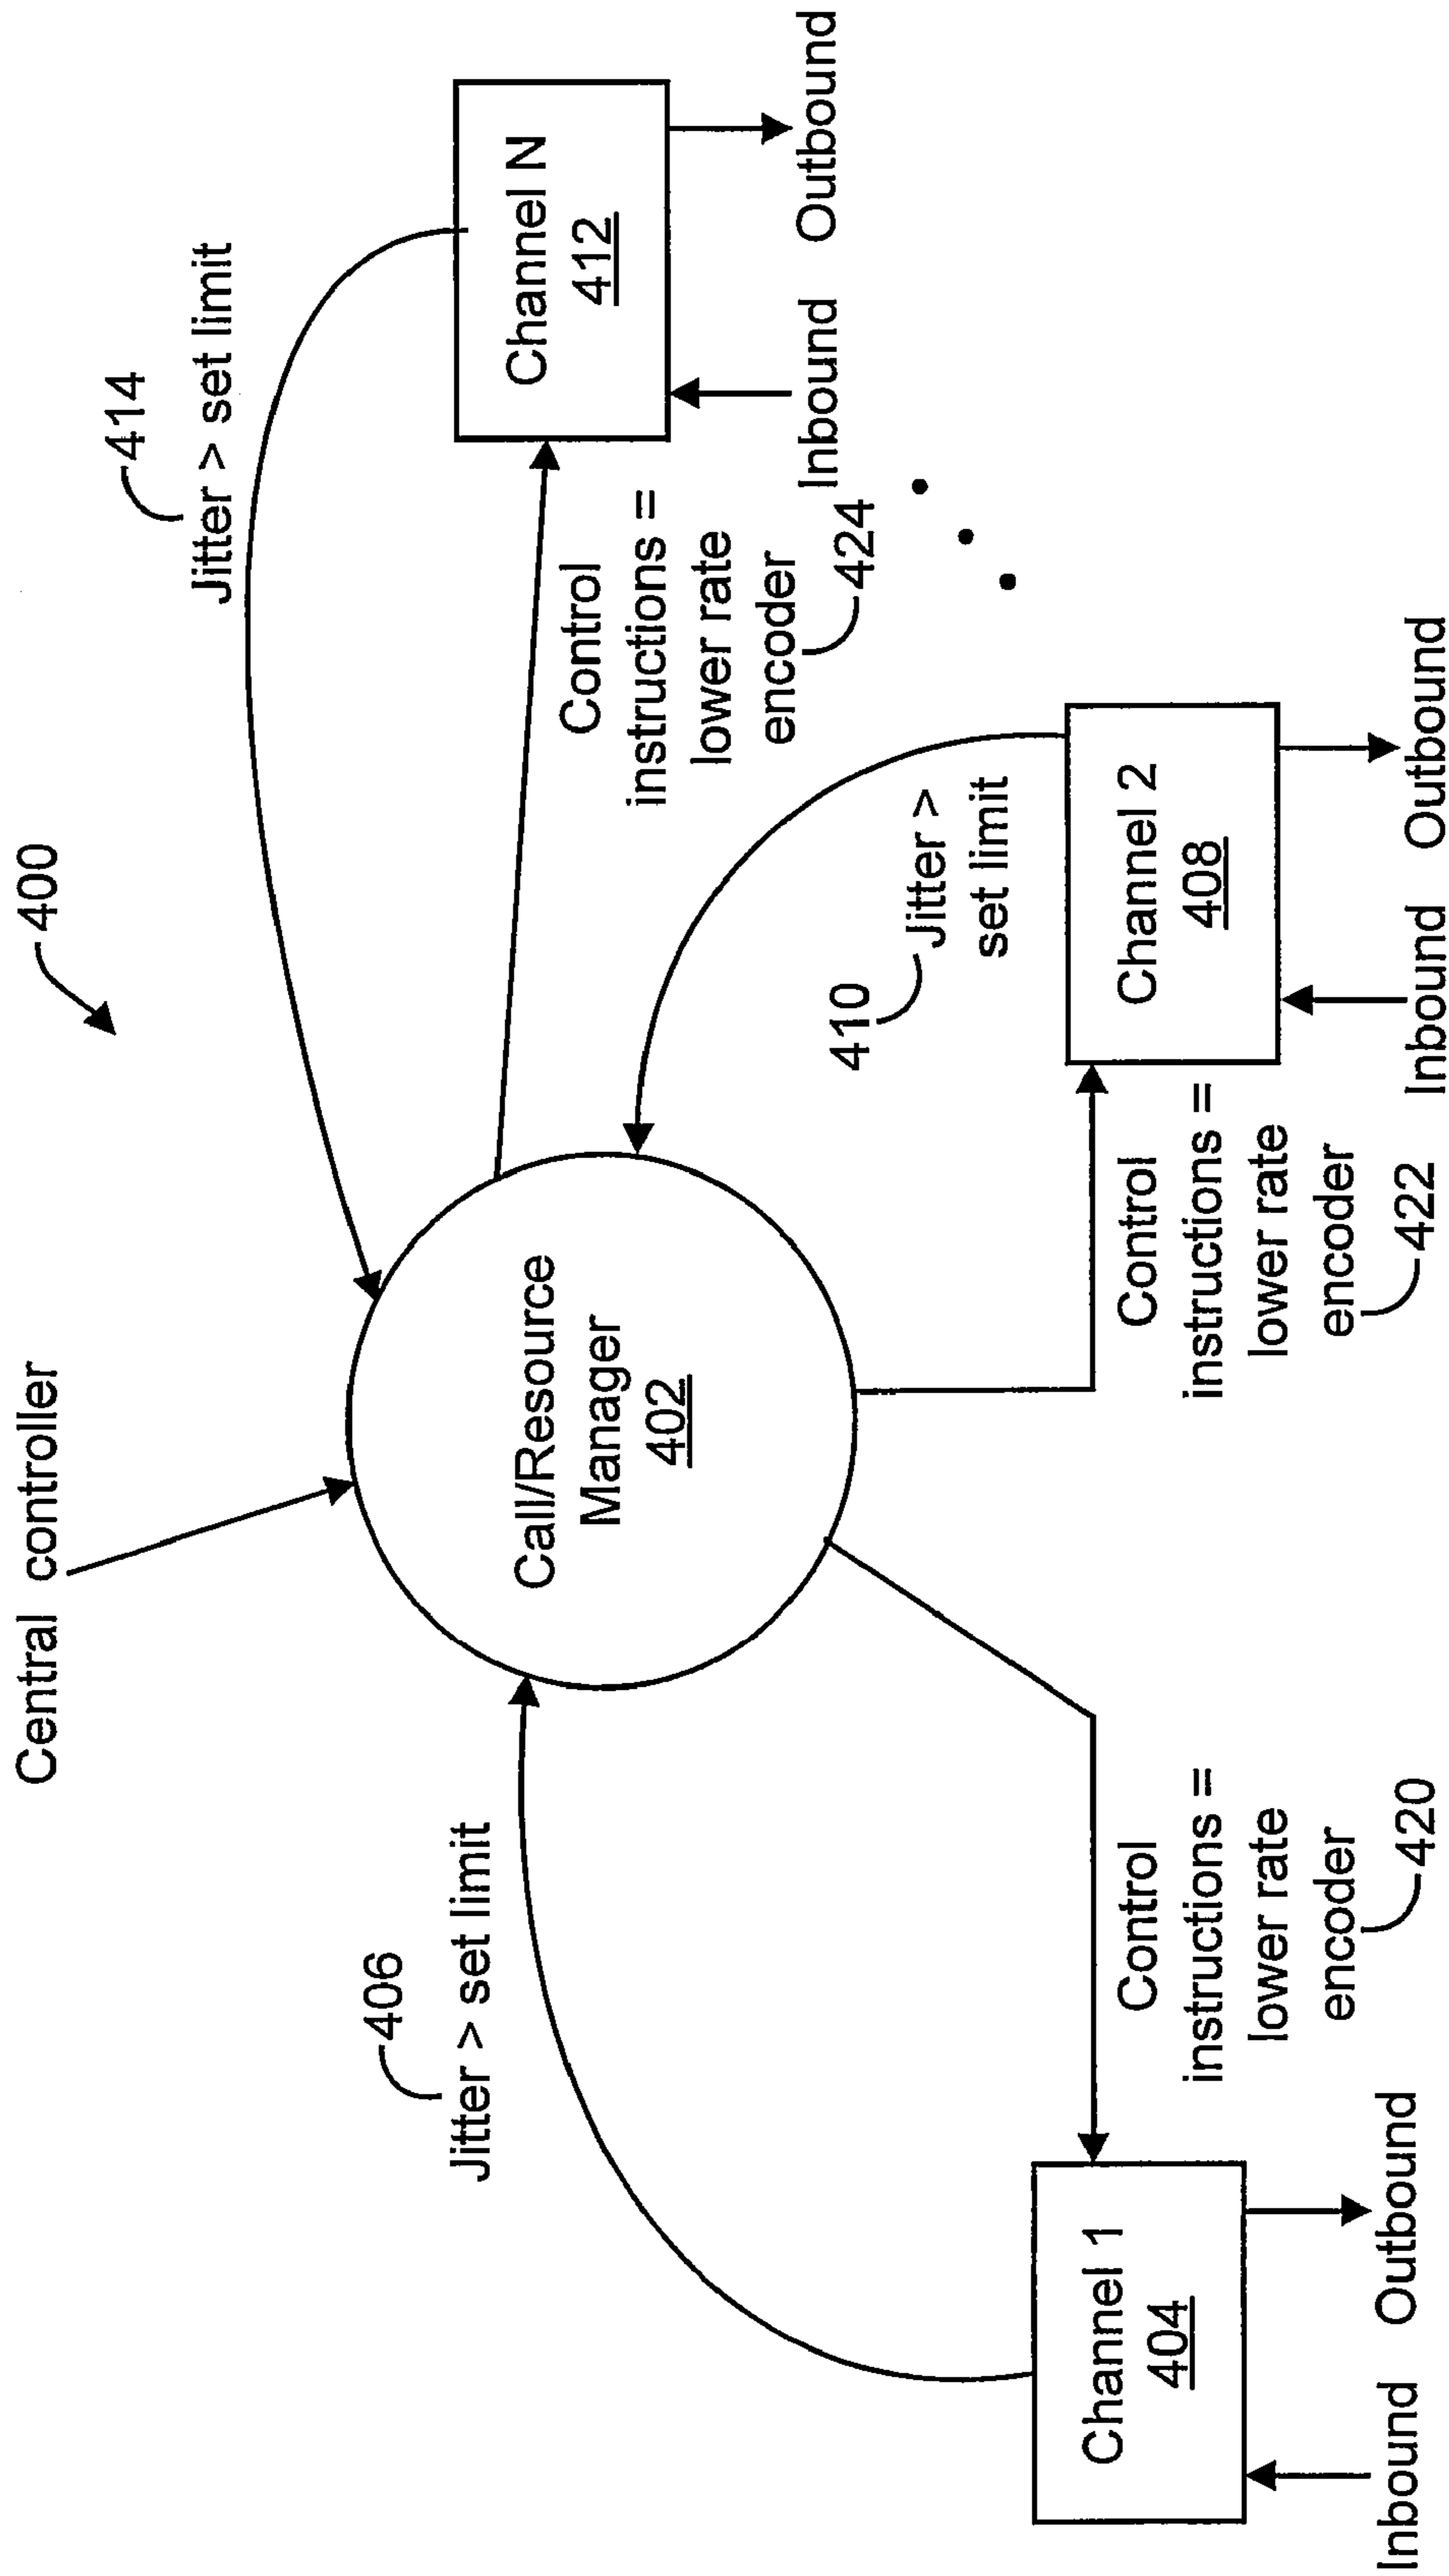 400
Central controller
414
Jitter > set limit
406
Jitter > set limit
Call/Resource
Manager
402
Channel N
412
Control
instructions =
lower rate
encoder
424
Inbound
Outbound
410
Jitter >
set limit
Channel 1
404
Inbound
Outbound
Control
instructions =
lower rate
encoder
420
Control
instructions =
lower rate
encoder
422
Channel 2
408
Inbound
Outbound